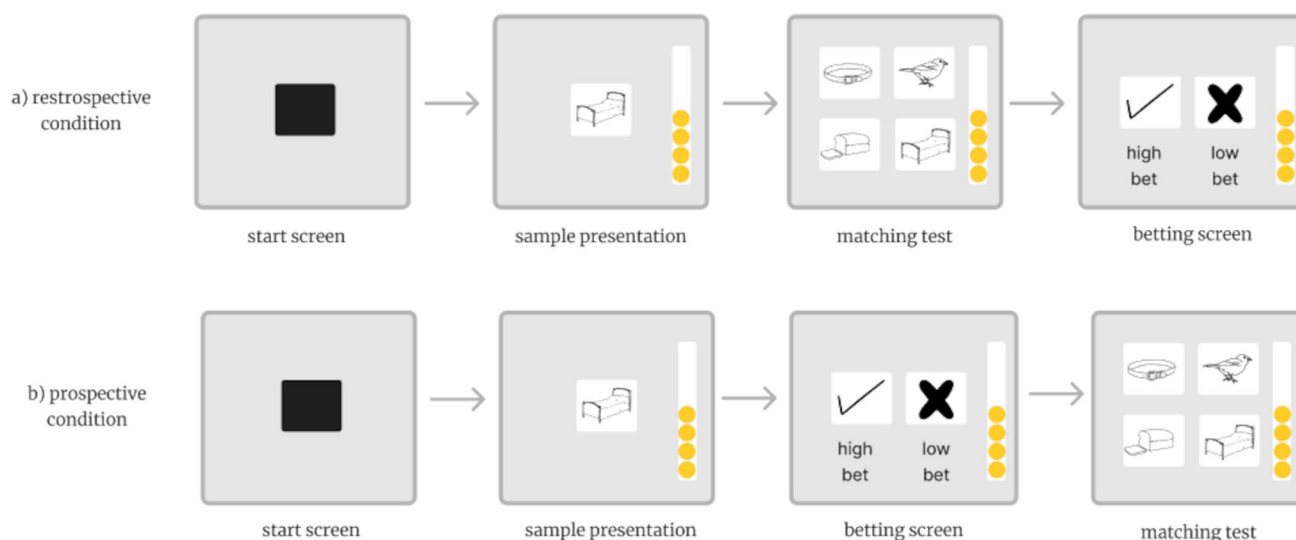 a) restrospective
condition
high
bet
low
bet
start screen
sample presentation
matching test
betting screen
b) prospective
condition
high
bet
low
bet
start screen
sample presentation
betting screen
matching test